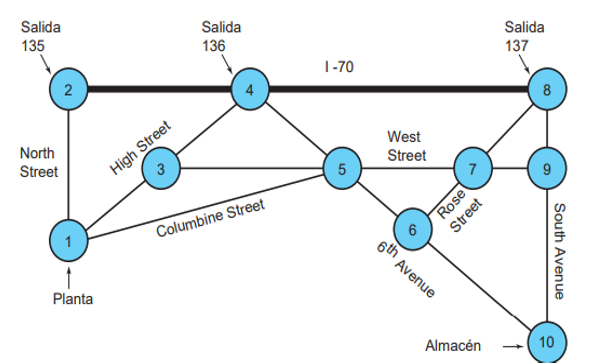 Salida
135
Salida
136
Salida
137
I -70
2
4
8
North
Street
High Street
West
Street
3
5
7
9
Columbine Street
Rose
Street
1
6
6th Avenue
South Avenue
Planta
Almacén
10